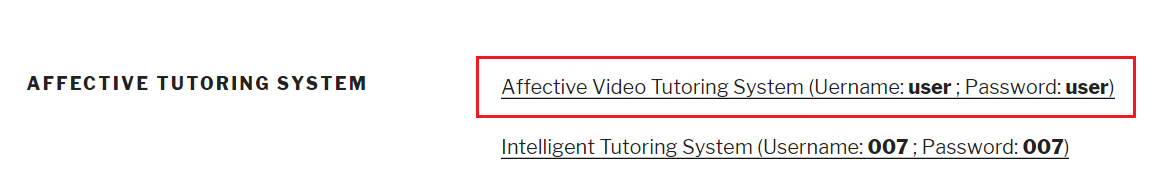 AFFECTIVE TUTORING SYSTEM
Affective Video Tutoring System (Uername: user ; Password: user)
Intelligent Tutoring System (Username: 007 ; Password: 007)